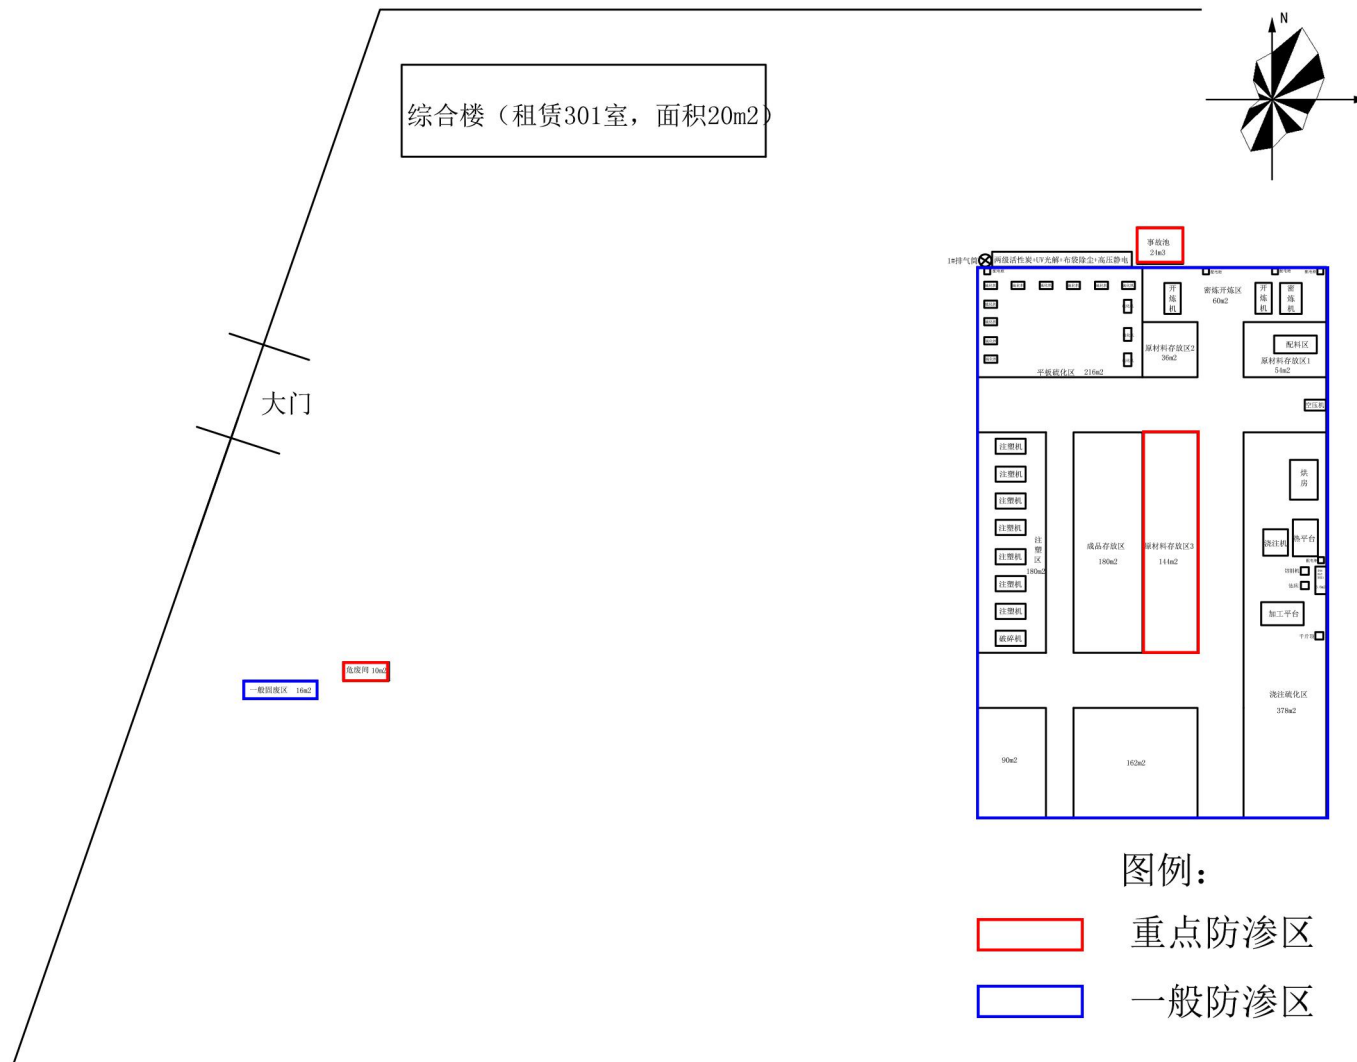 N
综合楼（租赁301室，面积20m2）
事故池
24m3
1#排气筒
两级活性炭+UV光解+布袋除尘+高压静电
开炼机
密炼开炼区
60m2
开炼机
密炼机
原材料存放区2
36m2
配料区
原材料存放区1
54m2
平板硫化区 216m2
空压机
大门
注塑机
注塑机
注塑机
注塑机
注塑机
注塑机
注塑机
破碎机
注塑区
180m2
成品存放区
180m2
原材料存放区3
144m2
烘房
浇注机
热平台
加工平台
浇注硫化区
378m2
危废间 10m2
一般固废区 16m2
90m2
162m2
图例：
重点防渗区
一般防渗区